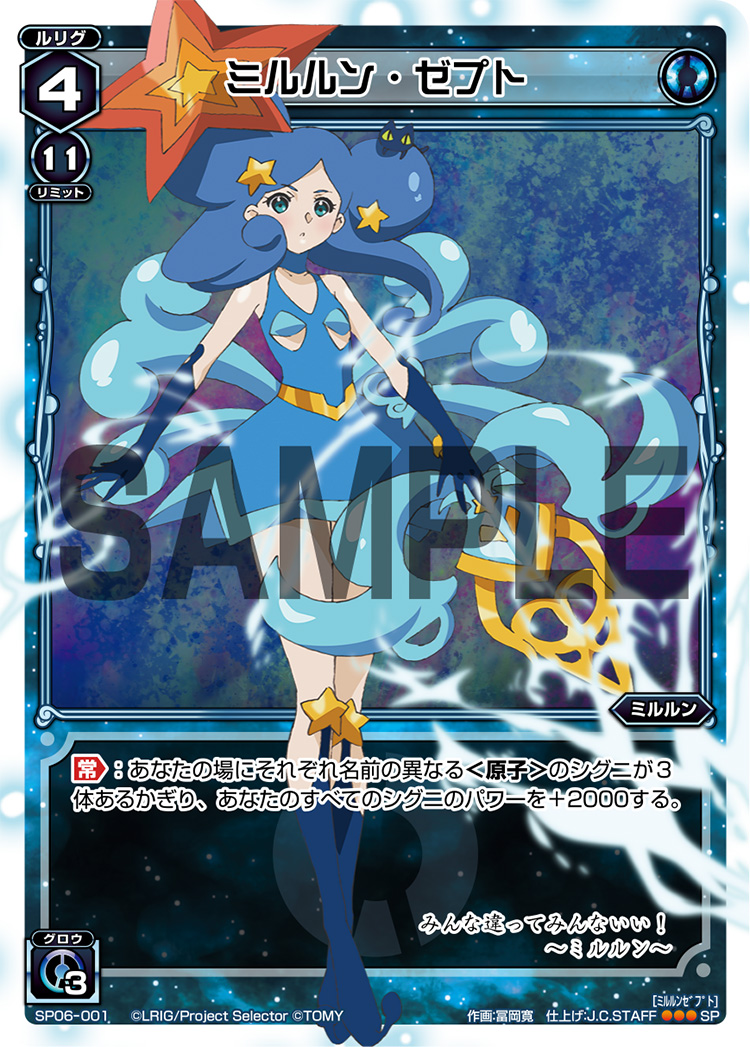 ルリグ
4
ミルルン・ゼプト
11
リミット
SAMPLE
ミルルン
常：あなたの場にそれぞれ名前の異なる＜原子＞のシグニが３
体あるかぎり、あなたのすべてのシグニのパワーを＋2000する。
みんな違ってみんないい！
～ミルルン～
グロウ
3
[ミルルンゼプト]
SP06-001 ©LRIG/Project Selector ©TOMY 作画:冨岡寛 仕上げ:J.C.STAFF SP